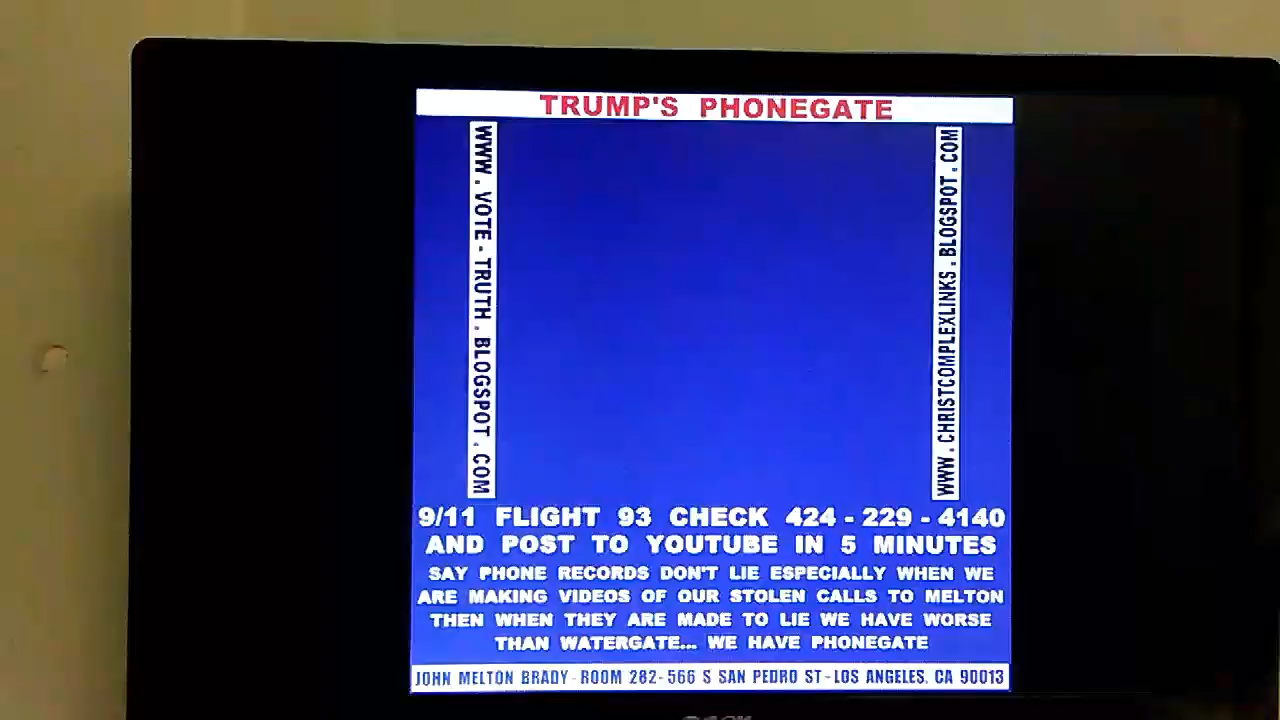 TRUMP'S PHONEGATE
WWW . VOTE - TRUTH . BLOGSPOT . COM
WWW . CHRISTCOMPLEXLINKS . BLOGSPOT . COM
9/11 FLIGHT 93 CHECK 424 - 229 - 4140
AND POST TO YOUTUBE IN 5 MINUTES
SAY PHONE RECORDS DON'T LIE ESPECIALLY WHEN WE
ARE MAKING VIDEOS OF OUR STOLEN CALLS TO MELTON
THEN WHEN THEY ARE MADE TO LIE WE HAVE WORSE
THAN WATERGATE... WE HAVE PHONEGATE
JOHN MELTON BRADY - ROOM 282 - 566 S SAN PEDRO ST - LOS ANGELES, CA 90013